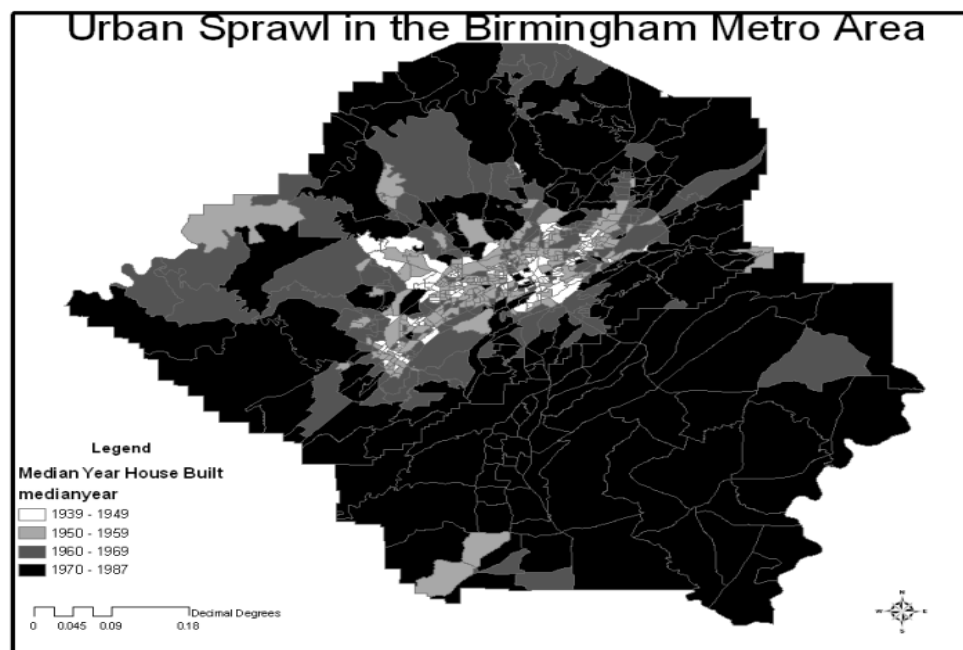 Urban Sprawl in the Birmingham Metro Area
Legend
Median Year House Built
medianyear
1939 - 1949
1950 - 1959
1960 - 1969
1970 - 1987
Decimal Degrees
0 0.045 0.09 0.18
N
W E
S